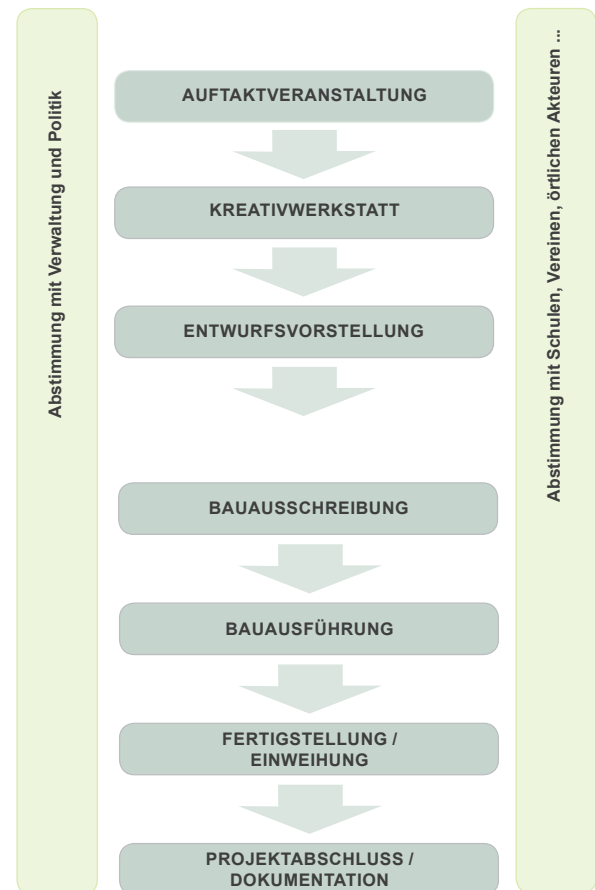 Abstimmung mit Verwaltung und Politik
AUFTAKTVERANSTALTUNG
KREATIVWERKSTATT
ENTWURFSVORSTELLUNG
BAUAUSSCHREIBUNG
BAUAUSFÜHRUNG
FERTIGSTELLUNG /
EINWEIHUNG
PROJEKTABSCHLUSS /
DOKUMENTATION
Abstimmung mit Schulen, Vereinen, örtlichen Akteuren ...